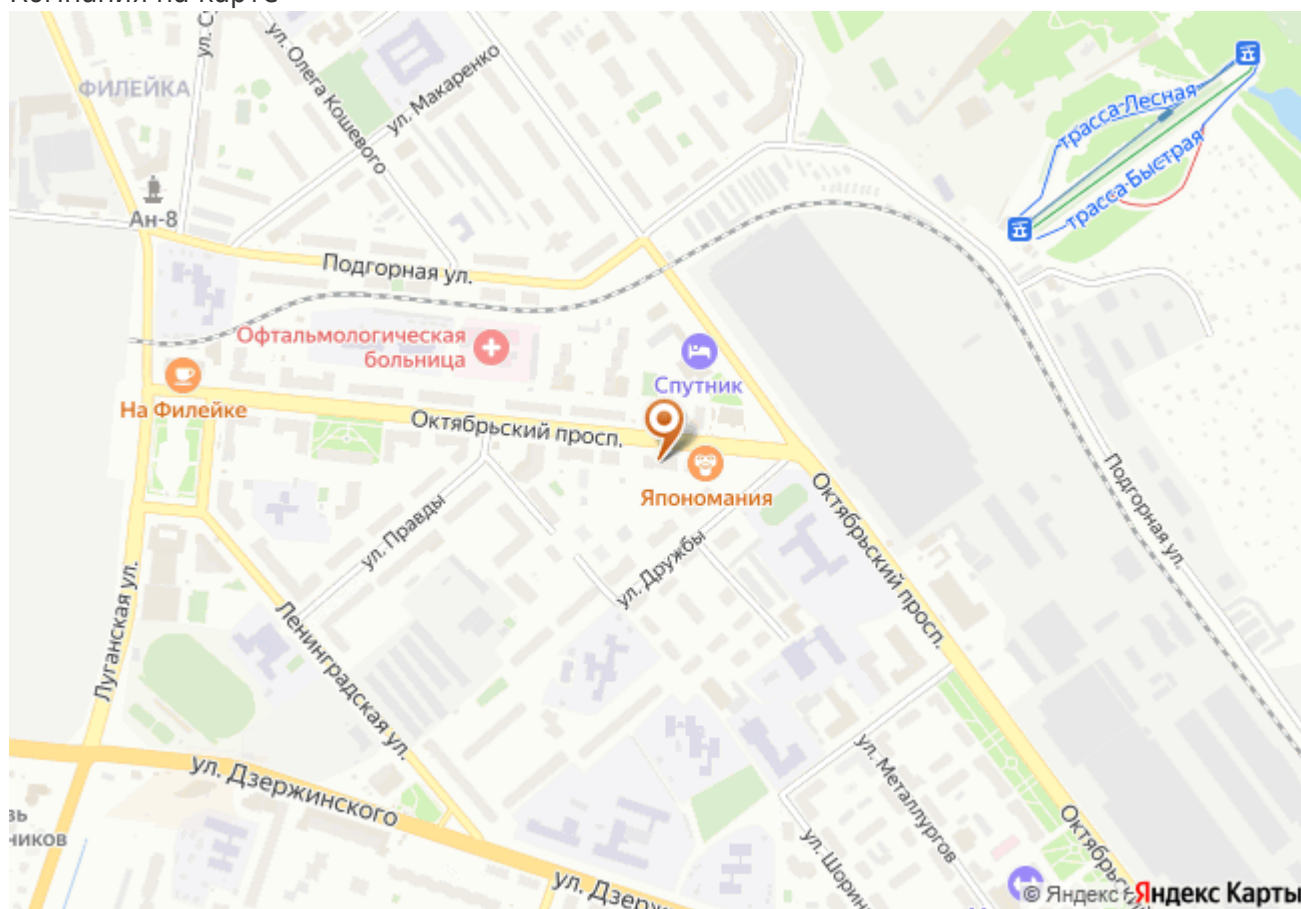 ФИЛЕЙКА
ул. Олега Кошевого
ул. Макаренко
трасса Лесная
трасса Быстрая
Ан-8
Подгорная ул.
Офтальмологическая
больница
Спутник
На Филейке
Октябрьский просп.
Япономания
ул. Правды
ул. Дружбы
Октябрьский просп.
Подгорная ул.
Луганская ул.
Ленинградская ул.
ул. Дзержинского
ул. Металлургов
© Яндекс
Яндекс Карты